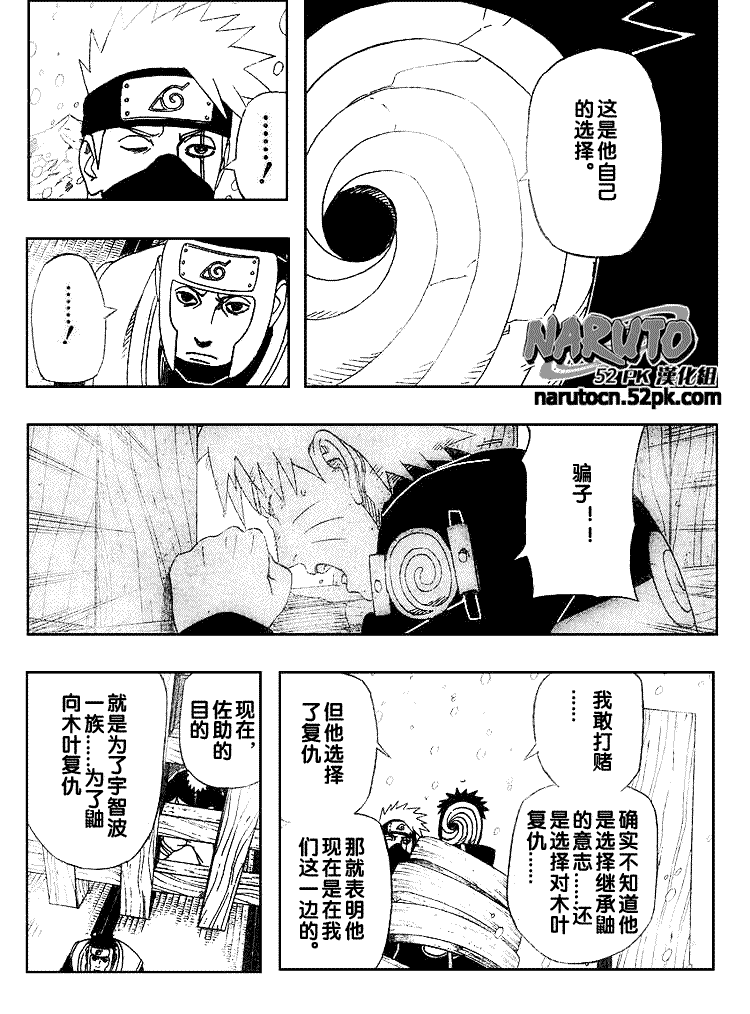 这是他自己
的选择。
……！
……！
NARUTO
52 PK 漢化組
narutocn.52pk.com
骗子！！
我敢打赌
……
确实不知道他
是选择继承鼬
的意志……还
是选择对木叶
复仇……
但他选择
了复仇
那就表明他
现在是在我
们这一边的。
现在，
佐助的
目的
就是为了宇智波
一族……为了鼬
向木叶复仇